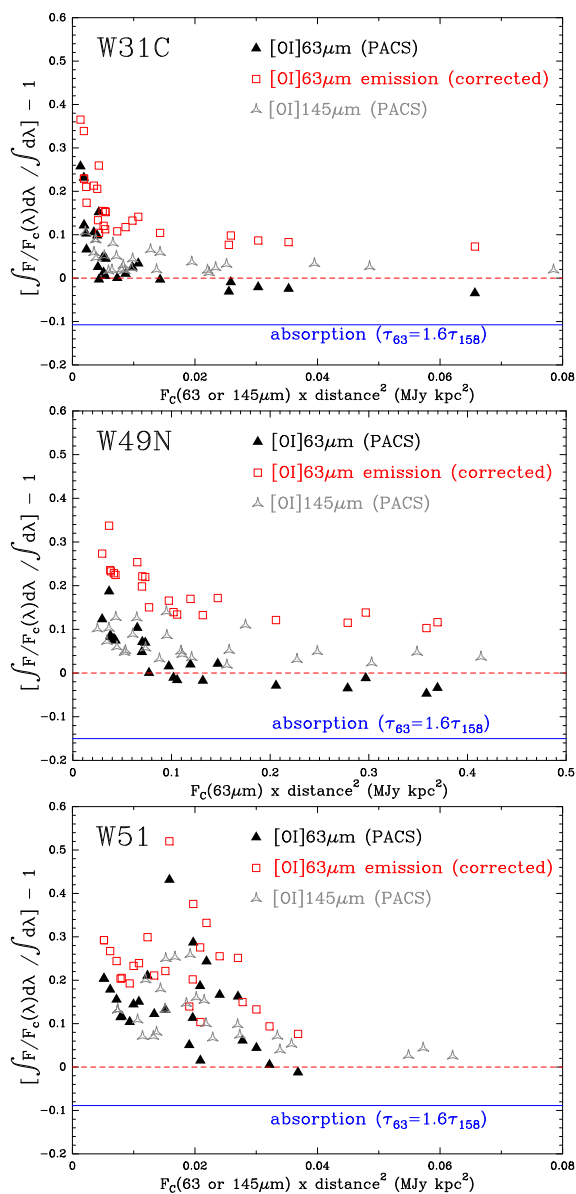 0.6
0.5
0.4
0.3
0.2
0.1
0
−0.1
−0.2
[∫F/F_c(λ)dλ /∫dλ] − 1
W31C
[OI]63μm (PACS)
[OI]63μm emission (corrected)
[OI]145μm (PACS)
absorption (τ₆₃=1.6τ₁₅₈)
0 0.02 0.04 0.06 0.08
F_C(63 or 145μm) x distance² (MJy kpc²)
0.6
0.5
0.4
0.3
0.2
0.1
0
−0.1
−0.2
[∫F/F_c(λ)dλ /∫dλ] − 1
W49N
[OI]63μm (PACS)
[OI]63μm emission (corrected)
[OI]145μm (PACS)
absorption (τ₆₃=1.6τ₁₅₈)
0 0.1 0.2 0.3 0.4 0.5
F_C(63μm) x distance² (MJy kpc²)
0.6
0.5
0.4
0.3
0.2
0.1
0
−0.1
−0.2
[∫F/F_c(λ)dλ /∫dλ] − 1
W51
[OI]63μm (PACS)
[OI]63μm emission (corrected)
[OI]145μm (PACS)
absorption (τ₆₃=1.6τ₁₅₈)
0 0.02 0.04 0.06 0.08
F_C(63 or 145μm) x distance² (MJy kpc²)